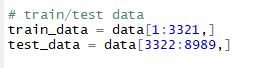 # train/test data
train_data = data[1:3321,]
test_data = data[3322:8989,]